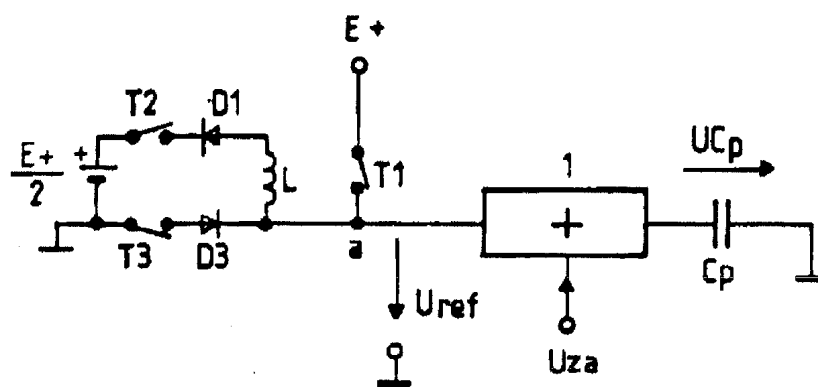 E+
T2
D1
E+
2
+
L
T1
T3
D3
a
1
+
UCp
Cp
Uref
Uza